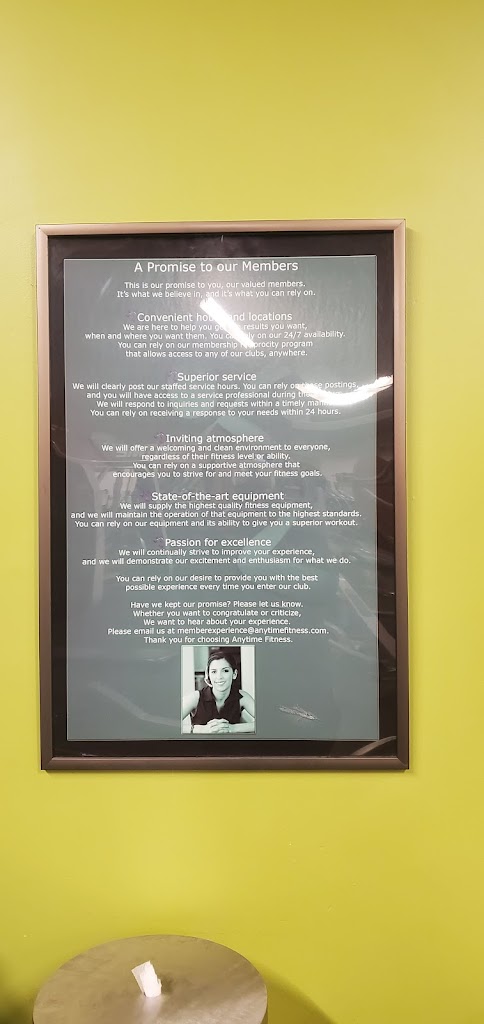 A Promise to our Members
This is our promise to you, our valued members.
It's what we believe in, and it's what you can rely on.
Convenient and locations
We are here to help you results you want,
when and where you want them. You rely on our 24/7 availability.
You can rely on our membership reciprocity program
that allows access to any of our clubs, anywhere.
Superior service
We will clearly post our staffed service hours. You can rely on these postings,
and you will have access to a service professional during
We will respond to inquiries and requests within a timely
You can rely on receiving a response to your needs within 24 hours.
Inviting atmosphere
We will offer a welcoming and clean environment to everyone,
regardless of their fitness level or ability.
You can rely on a supportive atmosphere that
encourages you to strive for and meet your fitness goals.
State-of-the-art equipment
We will supply the highest quality fitness equipment,
and we will maintain the operation of that equipment to the highest standards.
You can rely on our equipment and its ability to give you a superior workout.
Passion for excellence
We will continually strive to improve your experience,
and we will demonstrate our excitement and enthusiasm for what we do.
You can rely on our desire to provide you with the best
possible experience every time you enter our club.
Have we kept our promise? Please let us know.
Whether you want to congratulate or criticize,
We want to hear about your experience.
Please email us at memberexperience@anytimefitness.com.
Thank you for choosing Anytime Fitness.